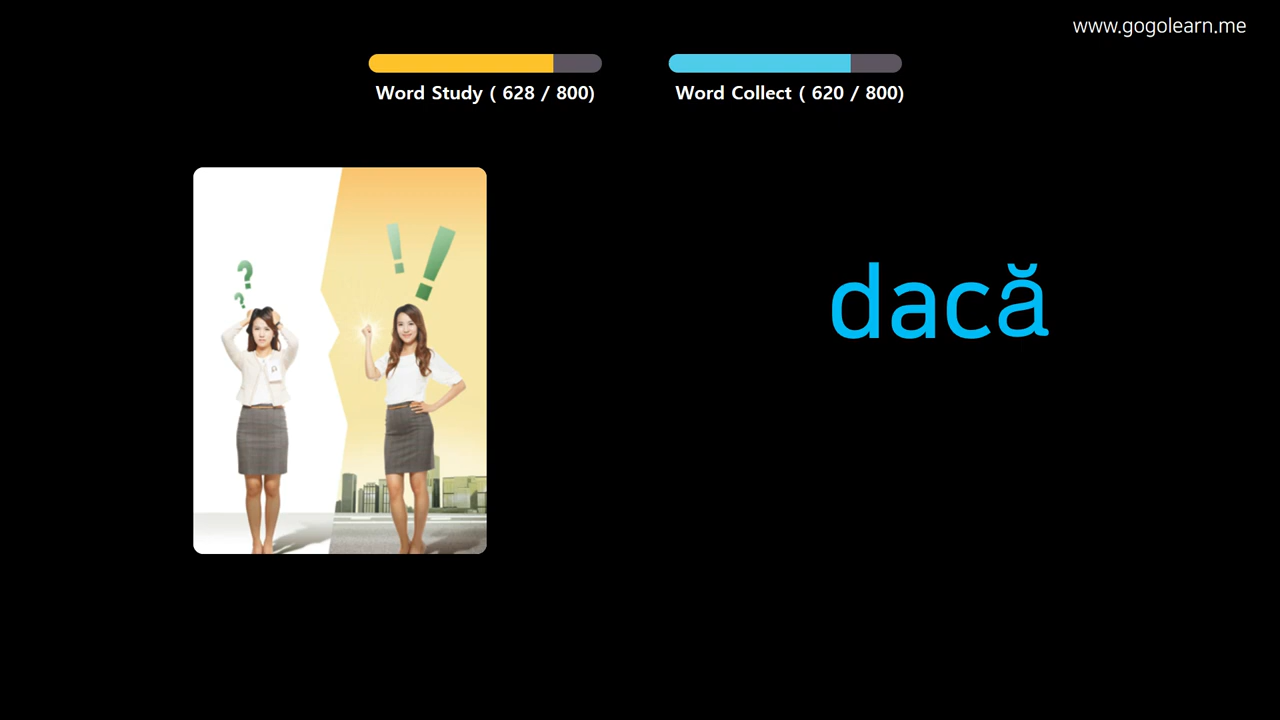 www.gogolearn.me
Word Study ( 628 / 800)
Word Collect ( 620 / 800)
? ?
! !
dacă